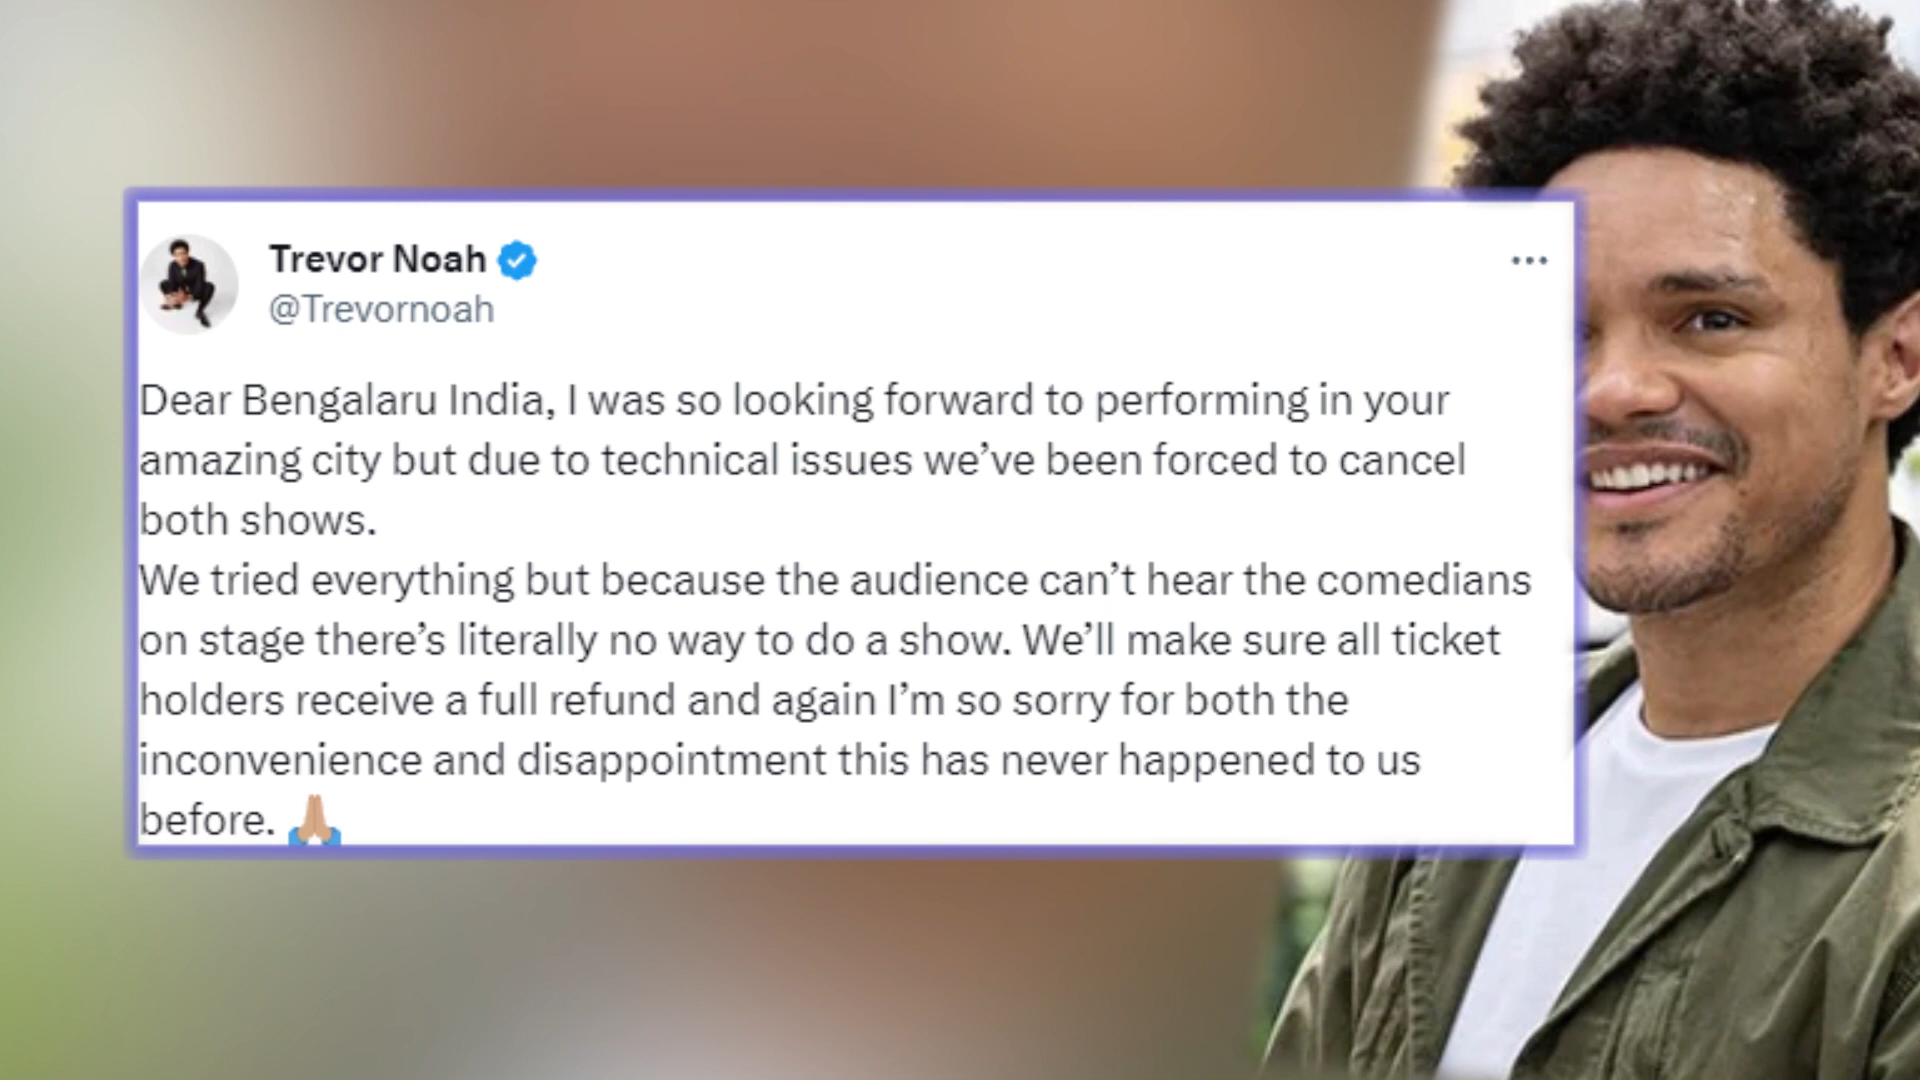 Trevor Noah
@Trevornoah
Dear Bengalaru India, I was so looking forward to performing in your
amazing city but due to technical issues we’ve been forced to cancel
both shows.
We tried everything but because the audience can’t hear the comedians
on stage there’s literally no way to do a show. We’ll make sure all ticket
holders receive a full refund and again I’m so sorry for both the
inconvenience and disappointment this has never happened to us
before. 🙏🏽